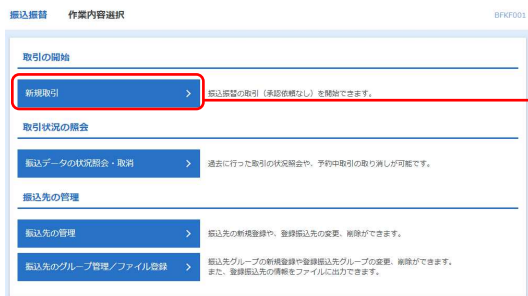 振込振替 作業内容選択 BFKF001
取引の開始
新規取引 > 振込振替の取引（承認依頼なし）を開始できます。
取引状況の照会
振込データの状況照会・取消 > 過去に行った取引の状況照会や、予約中取引の取り消しが可能です。
振込先の管理
振込先の管理 > 振込先の新規登録や、登録振込先の変更、削除ができます。
振込先のグループ管理/ファイル登録 > 振込先グループの新規登録や登録振込先グループの変更、削除ができます。
また、登録振込先の情報をファイルに出力できます。